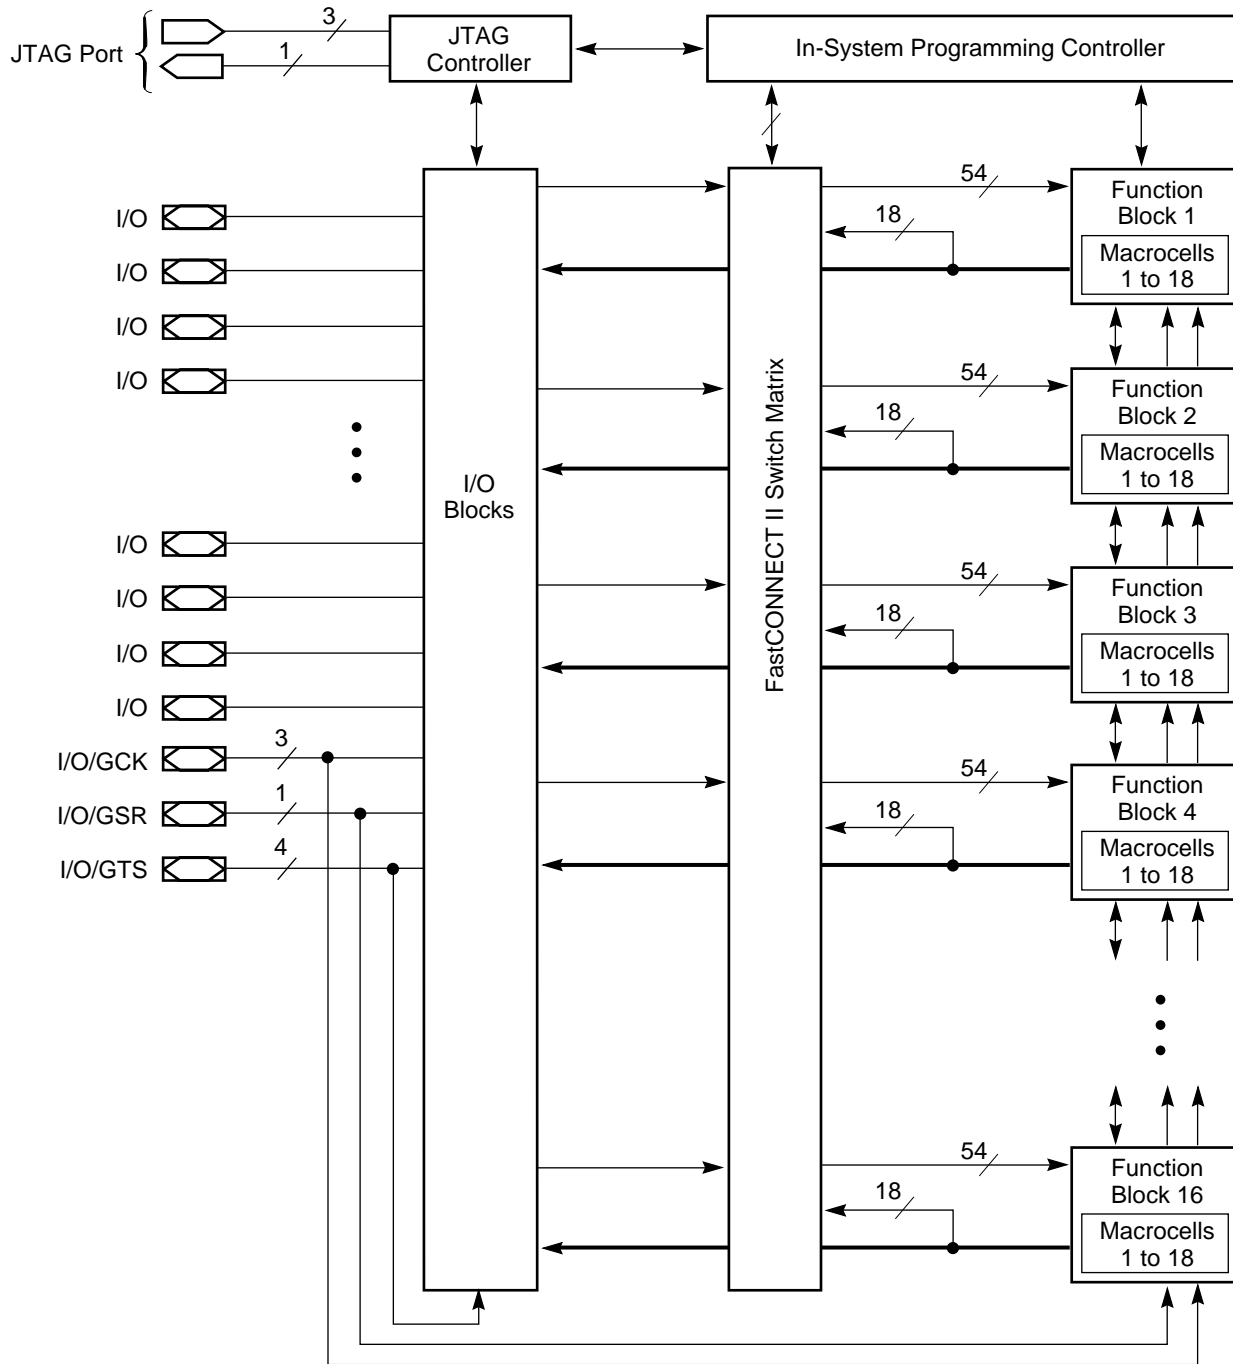 JTAG Port
3
1
JTAG
Controller
In-System Programming Controller
I/O
I/O
I/O
I/O
I/O
I/O
I/O
I/O
I/O/GCK
3
I/O/GSR
1
I/O/GTS
4
I/O
Blocks
FastCONNECT II Switch Matrix
54
18
Function
Block 1
Macrocells
1 to 18
54
18
Function
Block 2
Macrocells
1 to 18
54
18
Function
Block 3
Macrocells
1 to 18
54
18
Function
Block 4
Macrocells
1 to 18
54
18
Function
Block 16
Macrocells
1 to 18